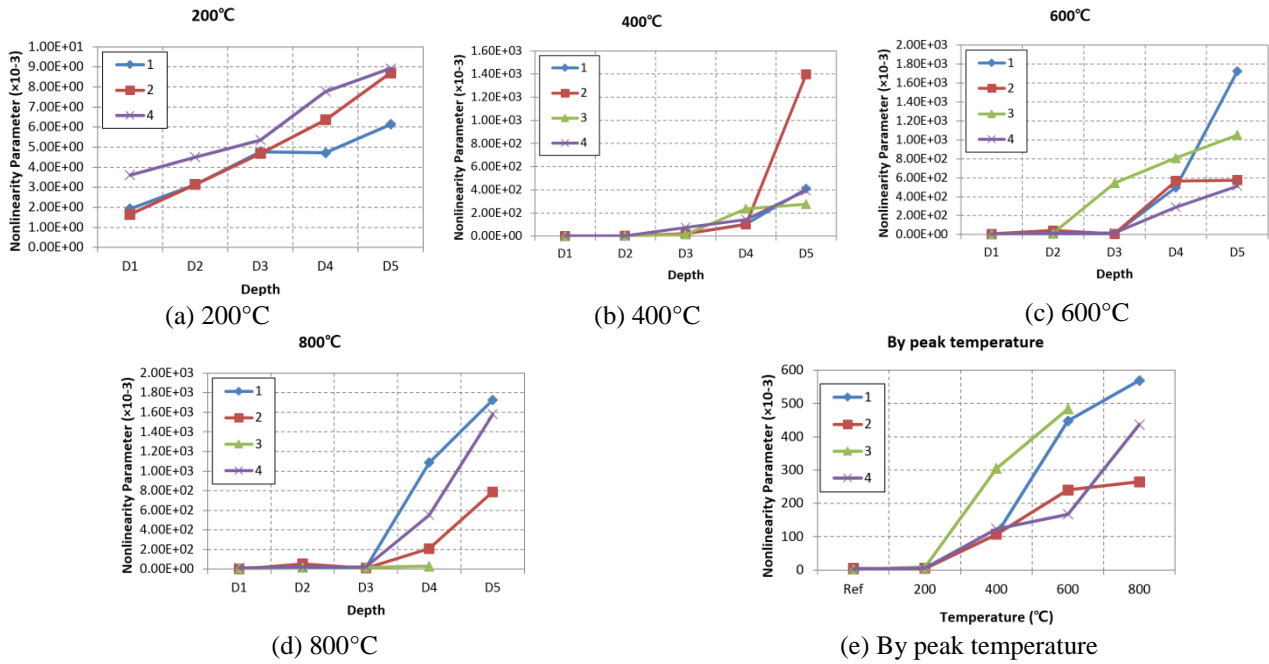 200℃
Nonlinearity Parameter (×10-3)
1.00E+01
9.00E+00
8.00E+00
7.00E+00
6.00E+00
5.00E+00
4.00E+00
3.00E+00
2.00E+00
1.00E+00
0.00E+00
1
2
4
D1 D2 D3 D4 D5
Depth
(a) 200°C
400℃
Nonlinearity Parameter (×10-3)
1.60E+03
1.40E+03
1.20E+03
1.00E+03
8.00E+02
6.00E+02
4.00E+02
2.00E+02
0.00E+00
1
2
3
4
D1 D2 D3 D4 D5
Depth
(b) 400°C
600℃
Nonlinearity Parameter (×10-3)
2.00E+03
1.80E+03
1.60E+03
1.40E+03
1.20E+03
1.00E+03
8.00E+02
6.00E+02
4.00E+02
2.00E+02
0.00E+00
1
2
3
4
D1 D2 D3 D4 D5
Depth
(c) 600°C
800℃
Nonlinearity Parameter (×10-3)
2.00E+03
1.80E+03
1.60E+03
1.40E+03
1.20E+03
1.00E+03
8.00E+02
6.00E+02
4.00E+02
2.00E+02
0.00E+00
1
2
3
4
D1 D2 D3 D4 D5
Depth
(d) 800°C
By peak temperature
Nonlinearity Parameter (×10-3)
600
500
400
300
200
100
0
1
2
3
4
Ref 200 400 600 800
Temperature (℃)
(e) By peak temperature